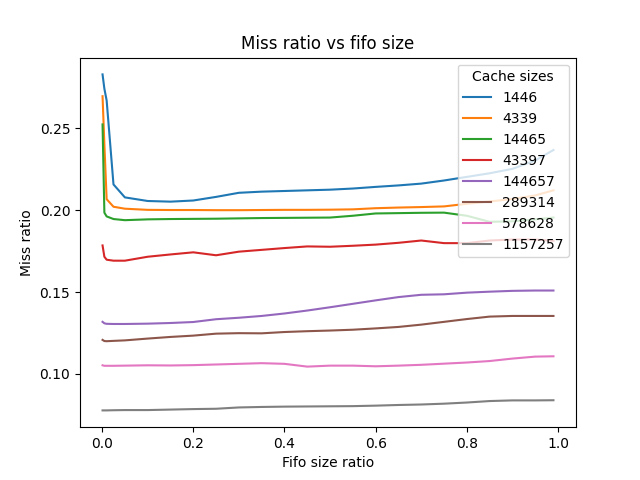 Miss ratio vs fifo size
Cache sizes
1446
4339
14465
43397
144657
289314
578628
1157257
Miss ratio
0.25
0.20
0.15
0.10
0.0 0.2 0.4 0.6 0.8 1.0
Fifo size ratio